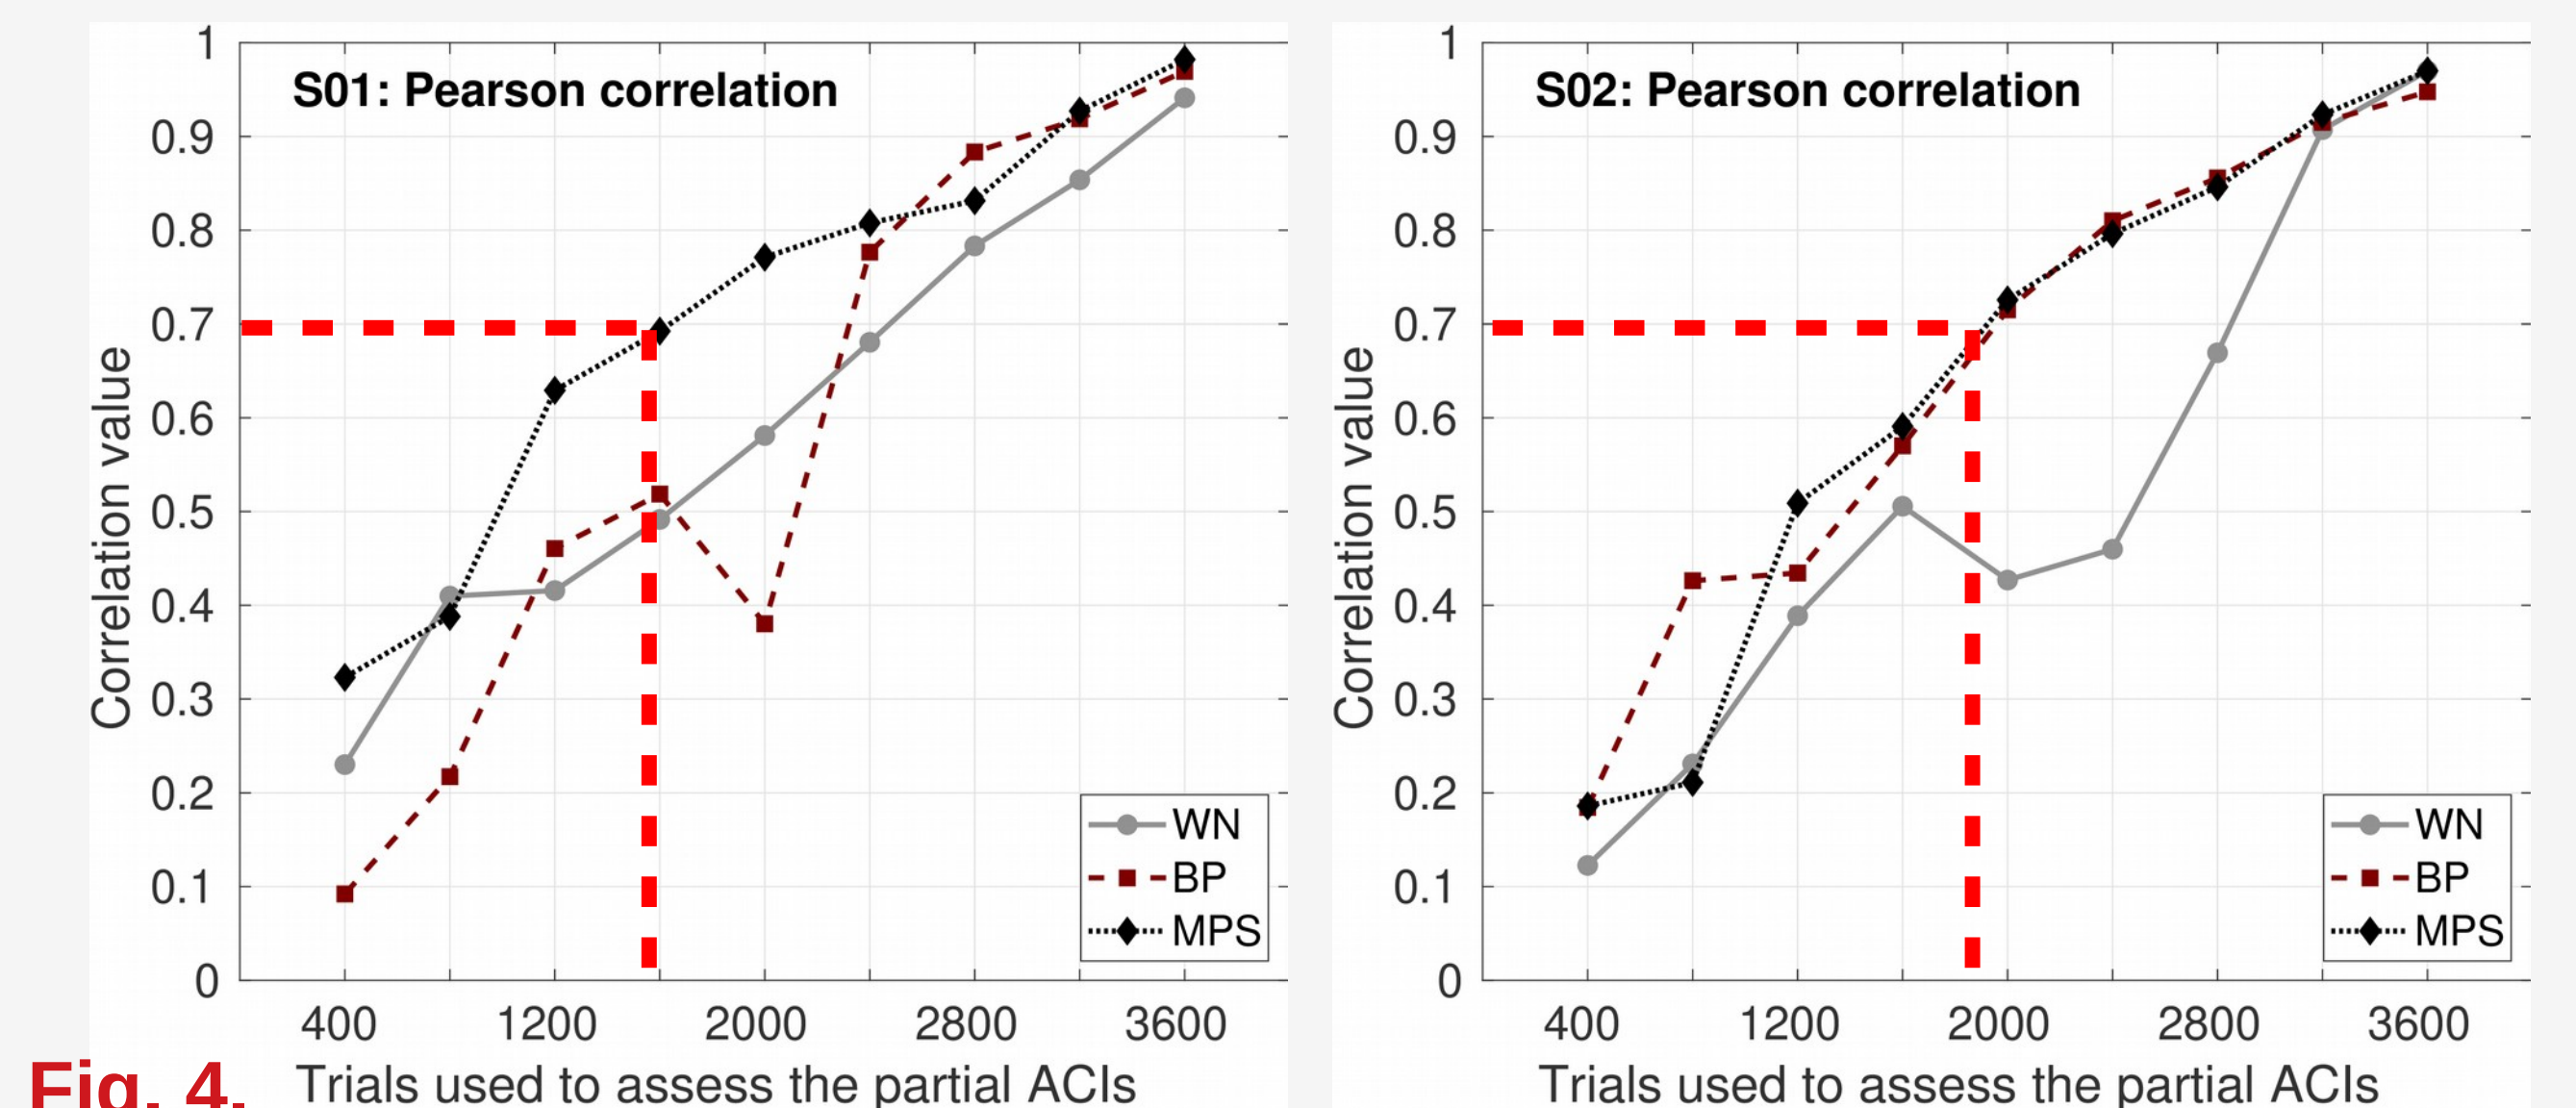 S01: Pearson correlation
Correlation value
1
0.9
0.8
0.7
0.6
0.5
0.4
0.3
0.2
0.1
0
400 1200 2000 2800 3600
Trials used to assess the partial ACIs
WN
BP
MPS
S02: Pearson correlation
Correlation value
1
0.9
0.8
0.7
0.6
0.5
0.4
0.3
0.2
0.1
0
400 1200 2000 2800 3600
Trials used to assess the partial ACIs
WN
BP
MPS
Fig. 4.